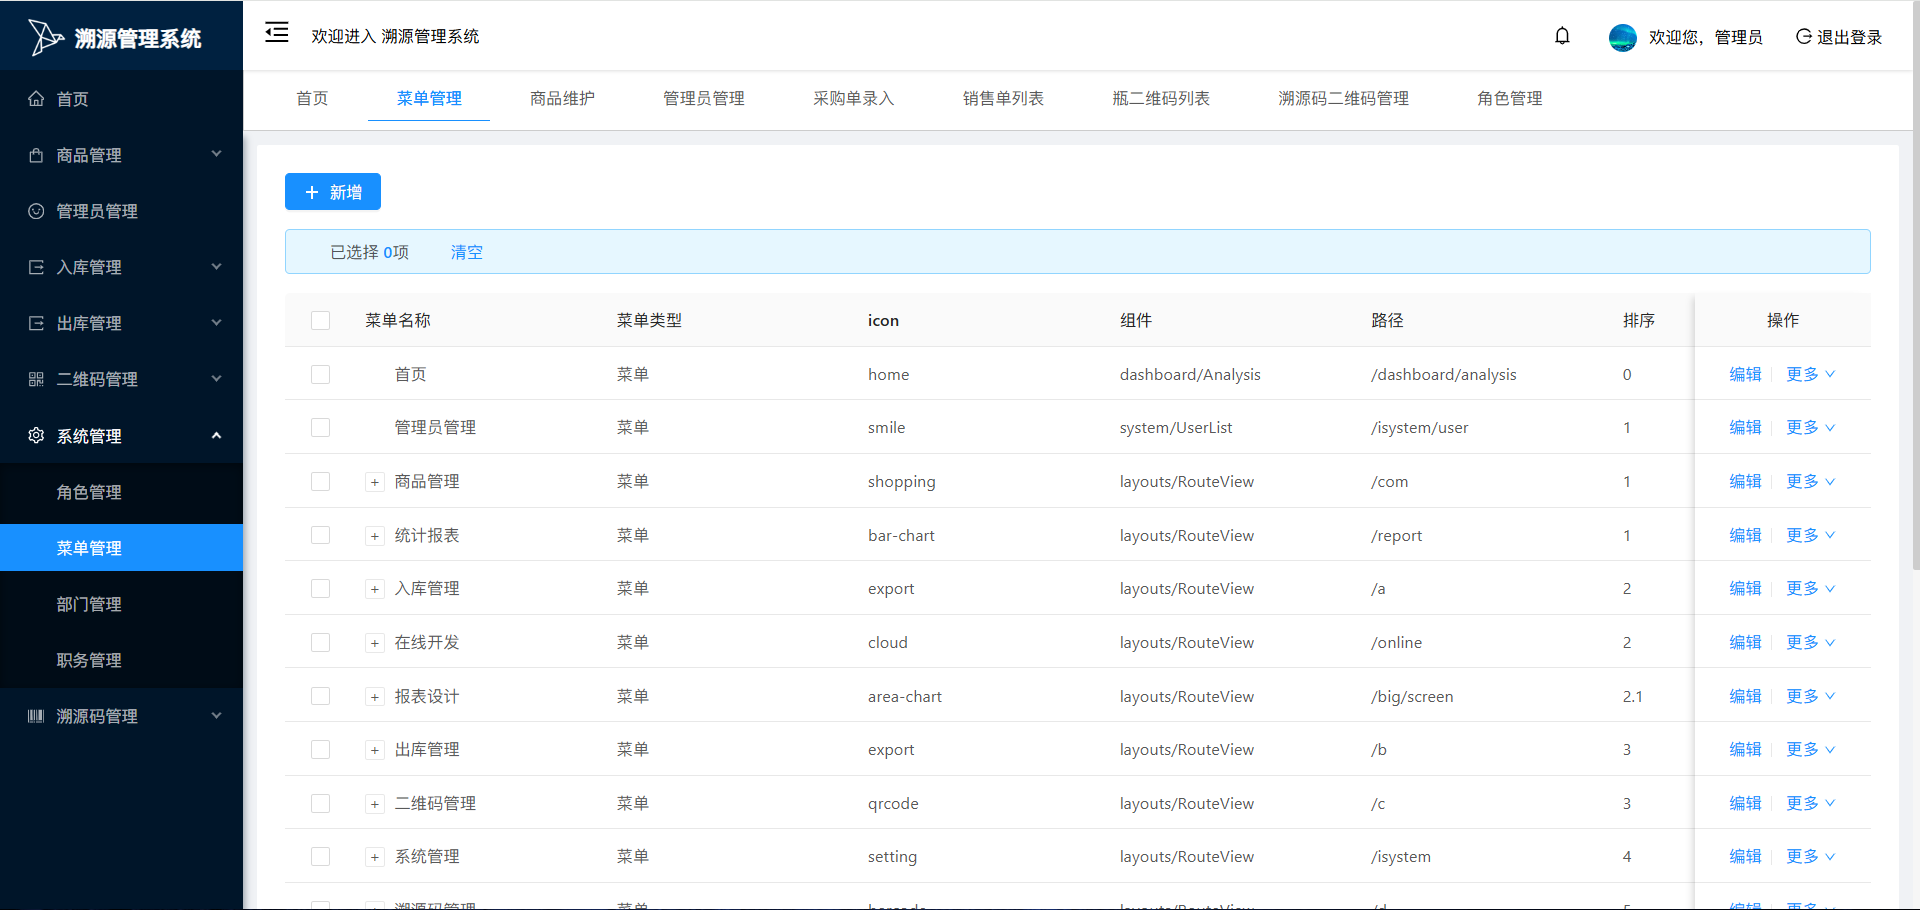 溯源管理系统
欢迎进入 溯源管理系统
欢迎您，管理员
退出登录
首页
商品管理
管理员管理
入库管理
出库管理
二维码管理
系统管理
角色管理
菜单管理
部门管理
职务管理
溯源码管理
首页 菜单管理 商品维护 管理员管理 采购单录入 销售单列表 瓶二维码列表 溯源码二维码管理 角色管理
+ 新增
已选择 0项 清空
菜单名称 菜单类型 icon 组件 路径 排序 操作
首页 菜单 home dashboard/Analysis /dashboard/analysis 0 编辑 更多
管理员管理 菜单 smile system/UserList /isystem/user 1 编辑 更多
+ 商品管理 菜单 shopping layouts/RouteView /com 1 编辑 更多
+ 统计报表 菜单 bar-chart layouts/RouteView /report 1 编辑 更多
+ 入库管理 菜单 export layouts/RouteView /a 2 编辑 更多
+ 在线开发 菜单 cloud layouts/RouteView /online 2 编辑 更多
+ 报表设计 菜单 area-chart layouts/RouteView /big/screen 2.1 编辑 更多
+ 出库管理 菜单 export layouts/RouteView /b 3 编辑 更多
+ 二维码管理 菜单 qrcode layouts/RouteView /c 3 编辑 更多
+ 系统管理 菜单 setting layouts/RouteView /isystem 4 编辑 更多
溯源码管理 菜单 barcode layouts/RouteView /d 5 编辑 更多